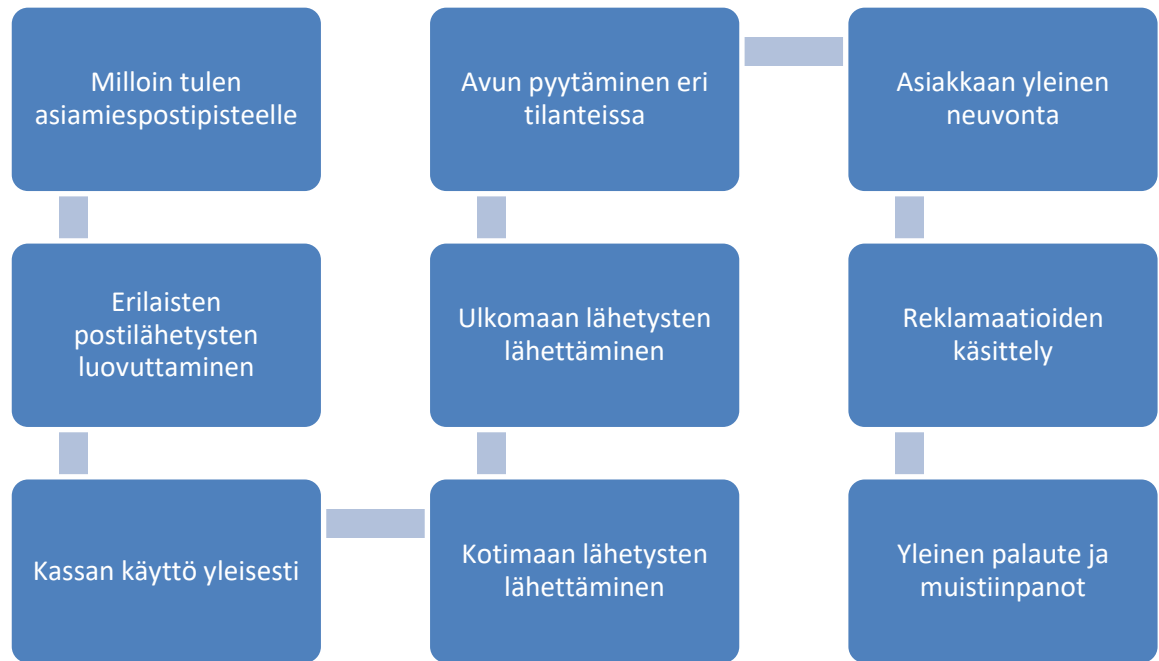 Milloin tulen
asiamiespostipisteelle
Erilaisten
postilähetysten
luovuttaminen
Kassan käyttö yleisesti
Kotimaan lähetysten
lähettäminen
Ulkomaan lähetysten
lähettäminen
Avun pyytäminen eri
tilanteissa
Asiakkaan yleinen
neuvonta
Reklamaatioiden
käsittely
Yleinen palaute ja
muistiinpanot